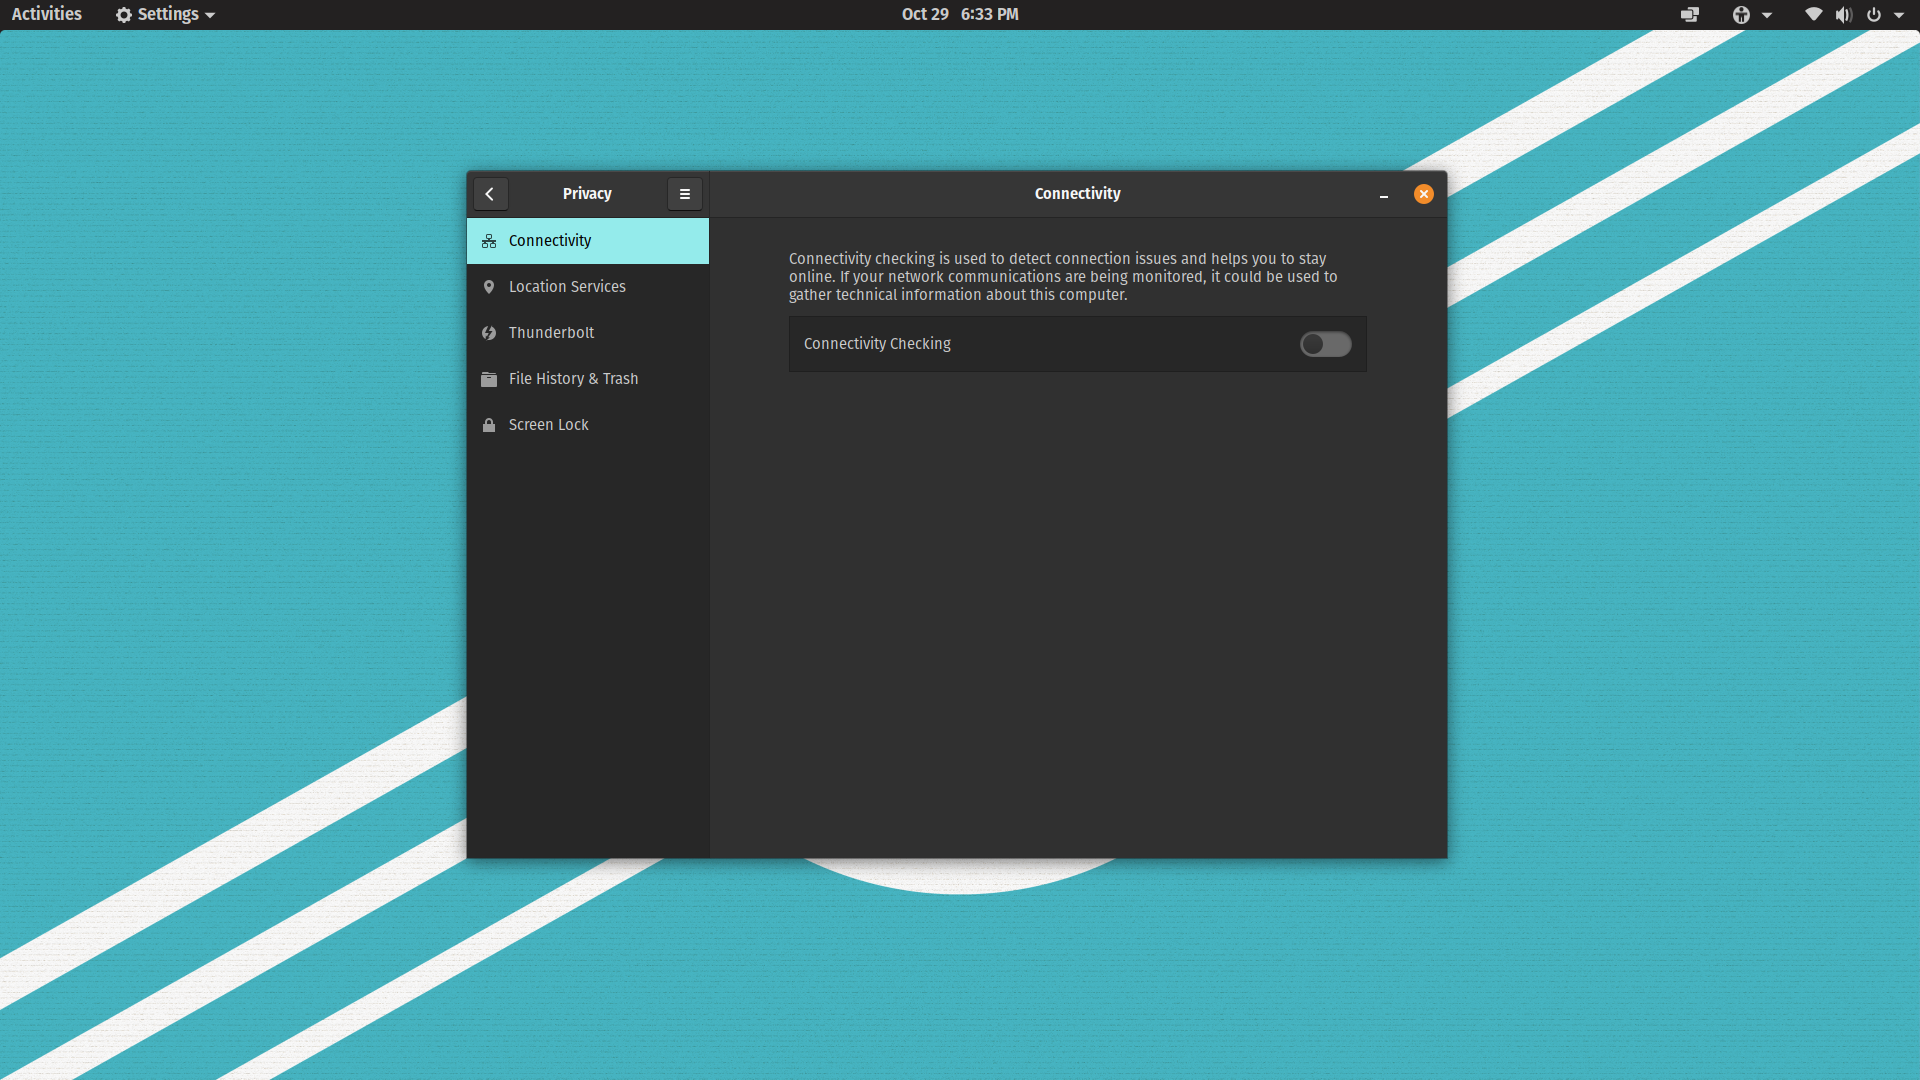 Activities
Settings
Oct 29 6:33 PM
Privacy
Connectivity
Connectivity
Location Services
Thunderbolt
File History & Trash
Screen Lock
Connectivity checking is used to detect connection issues and helps you to stay
online. If your network communications are being monitored, it could be used to
gather technical information about this computer.
Connectivity Checking